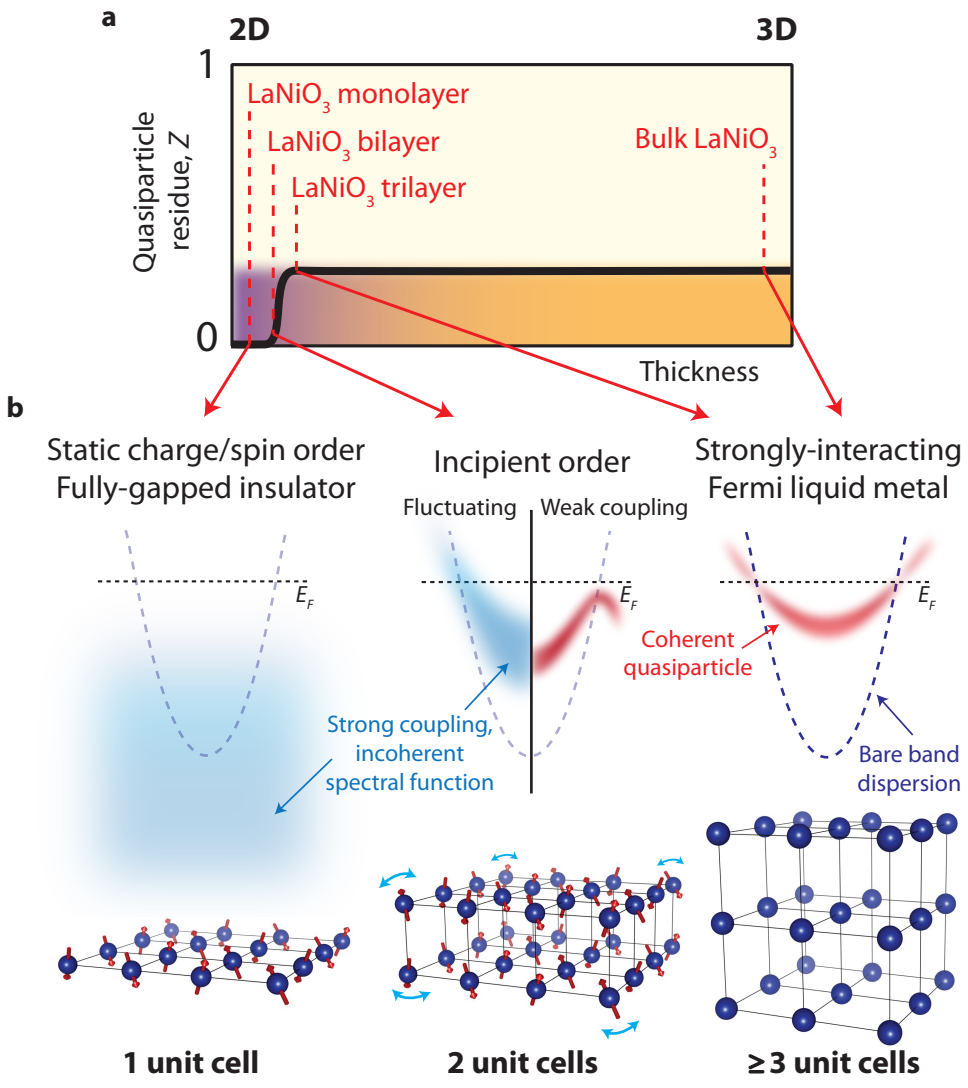 a
2D
3D
1
LaNiO3 monolayer
LaNiO3 bilayer
LaNiO3 trilayer
Bulk LaNiO3
Quasiparticle
residue, Z
0
Thickness
b
Static charge/spin order
Fully-gapped insulator
Incipient order
Strongly-interacting
Fermi liquid metal
Fluctuating
Weak coupling
EF
EF
EF
Coherent
quasiparticle
Strong coupling,
incoherent
spectral function
Bare band
dispersion
1 unit cell
2 unit cells
≥ 3 unit cells